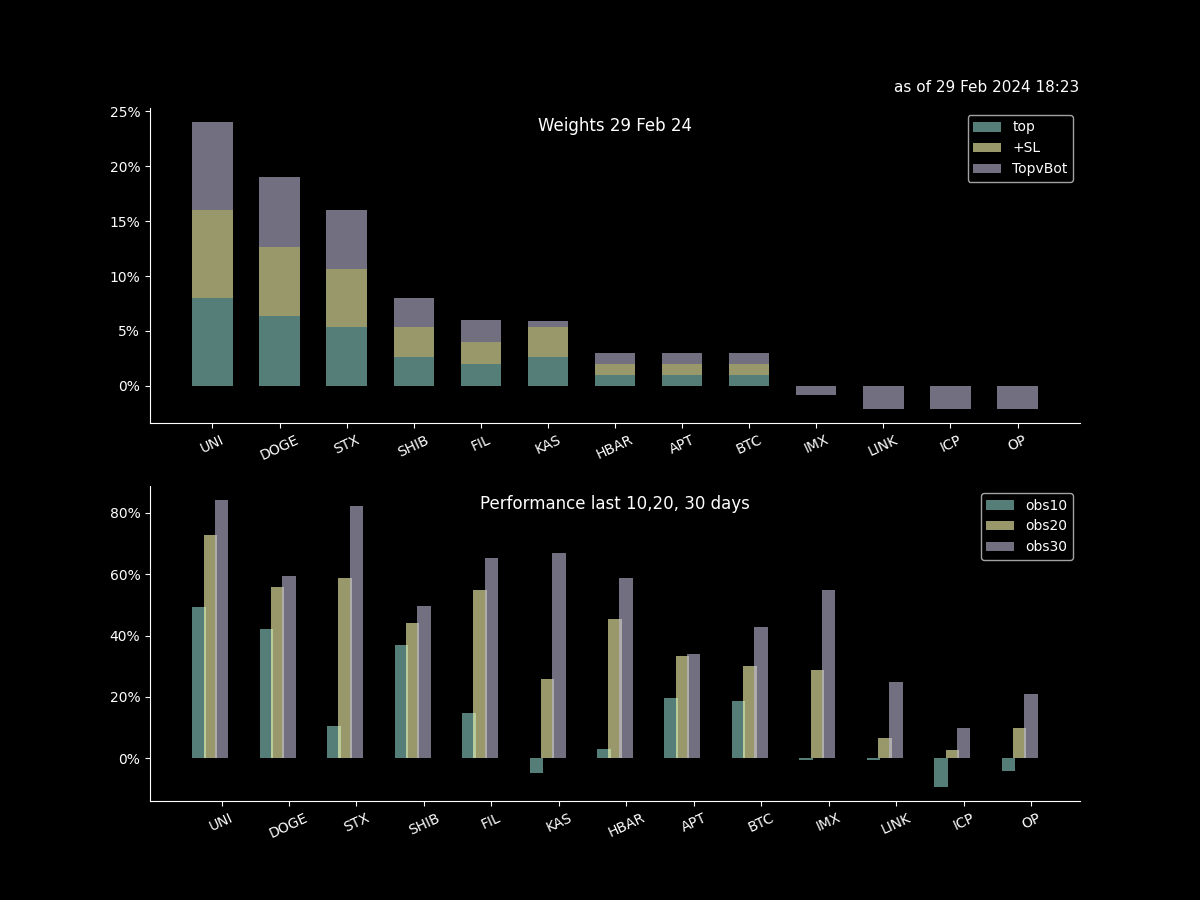 as of 29 Feb 2024 18:23
Weights 29 Feb 24
top
+SL
TopvBot
25%
20%
15%
10%
5%
0%
UNI DOGE STX SHIB FIL KAS HBAR APT BTC IMX LINK ICP OP
Performance last 10,20, 30 days
obs10
obs20
obs30
80%
60%
40%
20%
0%
UNI DOGE STX SHIB FIL KAS HBAR APT BTC IMX LINK ICP OP